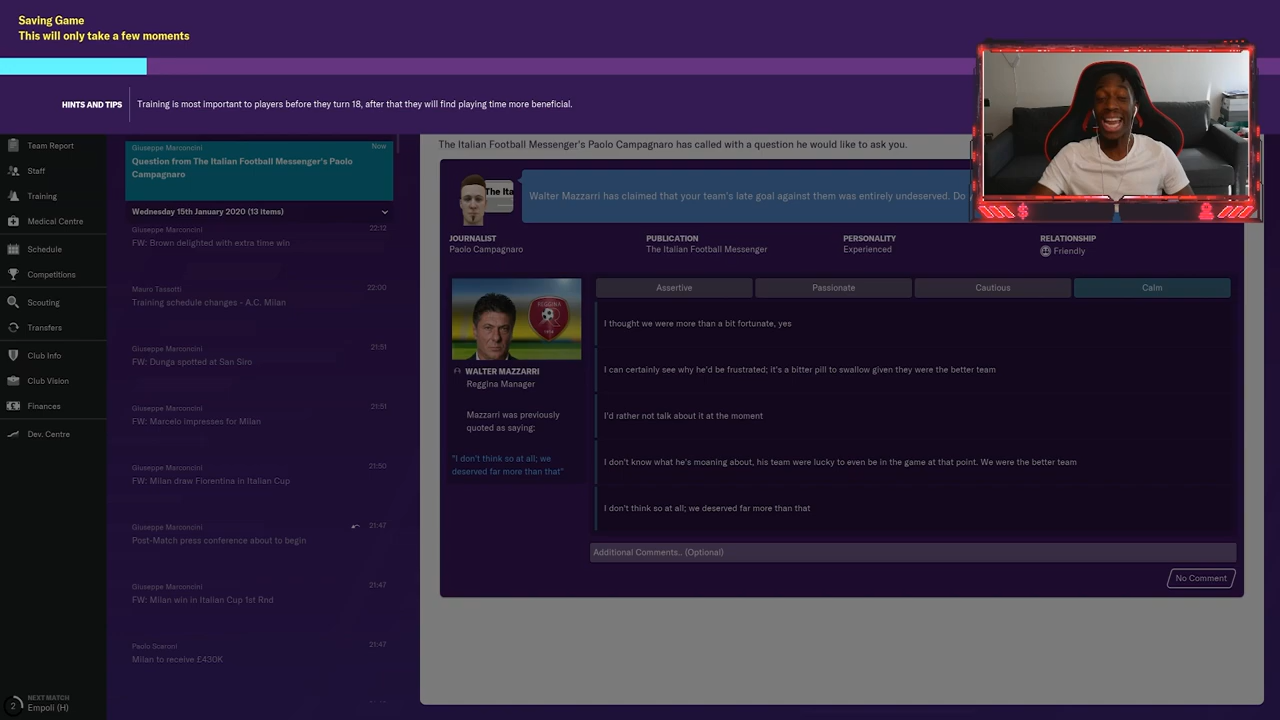 Saving Game
This will only take a few moments
HINTS AND TIPS
Training is most important to players before they turn 18, after that they will find playing time more beneficial.
Team Report
Staff
Training
Medical Centre
Schedule
Competitions
Scouting
Transfers
Club Info
Club Vision
Finances
Dev. Centre
2
NEXT MATCH
Empoli (H)
Giuseppe Marconcini
Now
Question from The Italian Football Messenger's Paolo
Campagnaro
Wednesday 15th January 2020 (13 items)
Giuseppe Marconcini
22:12
FW: Brown delighted with extra time win
Mauro Tassotti
22:00
Training schedule changes - A.C. Milan
Giuseppe Marconcini
21:51
FW: Dunga spotted at San Siro
Giuseppe Marconcini
21:51
FW: Marcelo impresses for Milan
Giuseppe Marconcini
21:50
FW: Milan draw Fiorentina in Italian Cup
Giuseppe Marconcini
21:47
Post-Match press conference about to begin
Giuseppe Marconcini
21:47
FW: Milan win in Italian Cup 1st Rnd
Paolo Scaroni
21:47
Milan to receive £430K
The Italian Football Messenger's Paolo Campagnaro has called with a question he would like to ask you.
The Ita
Walter Mazzarri has claimed that your team's late goal against them was entirely undeserved. Do
JOURNALIST
Paolo Campagnaro
PUBLICATION
The Italian Football Messenger
PERSONALITY
Experienced
RELATIONSHIP
Friendly
REGGINA
1914
WALTER MAZZARRI
Reggina Manager
Mazzarri was previously
quoted as saying:
"I don't think so at all; we
deserved far more than that"
Assertive
Passionate
Cautious
Calm
I thought we were more than a bit fortunate, yes
I can certainly see why he'd be frustrated; it's a bitter pill to swallow given they were the better team
I'd rather not talk about it at the moment
I don't know what he's moaning about, his team were lucky to even be in the game at that point. We were the better team
I don't think so at all; we deserved far more than that
Additional Comments.. (Optional)
No Comment